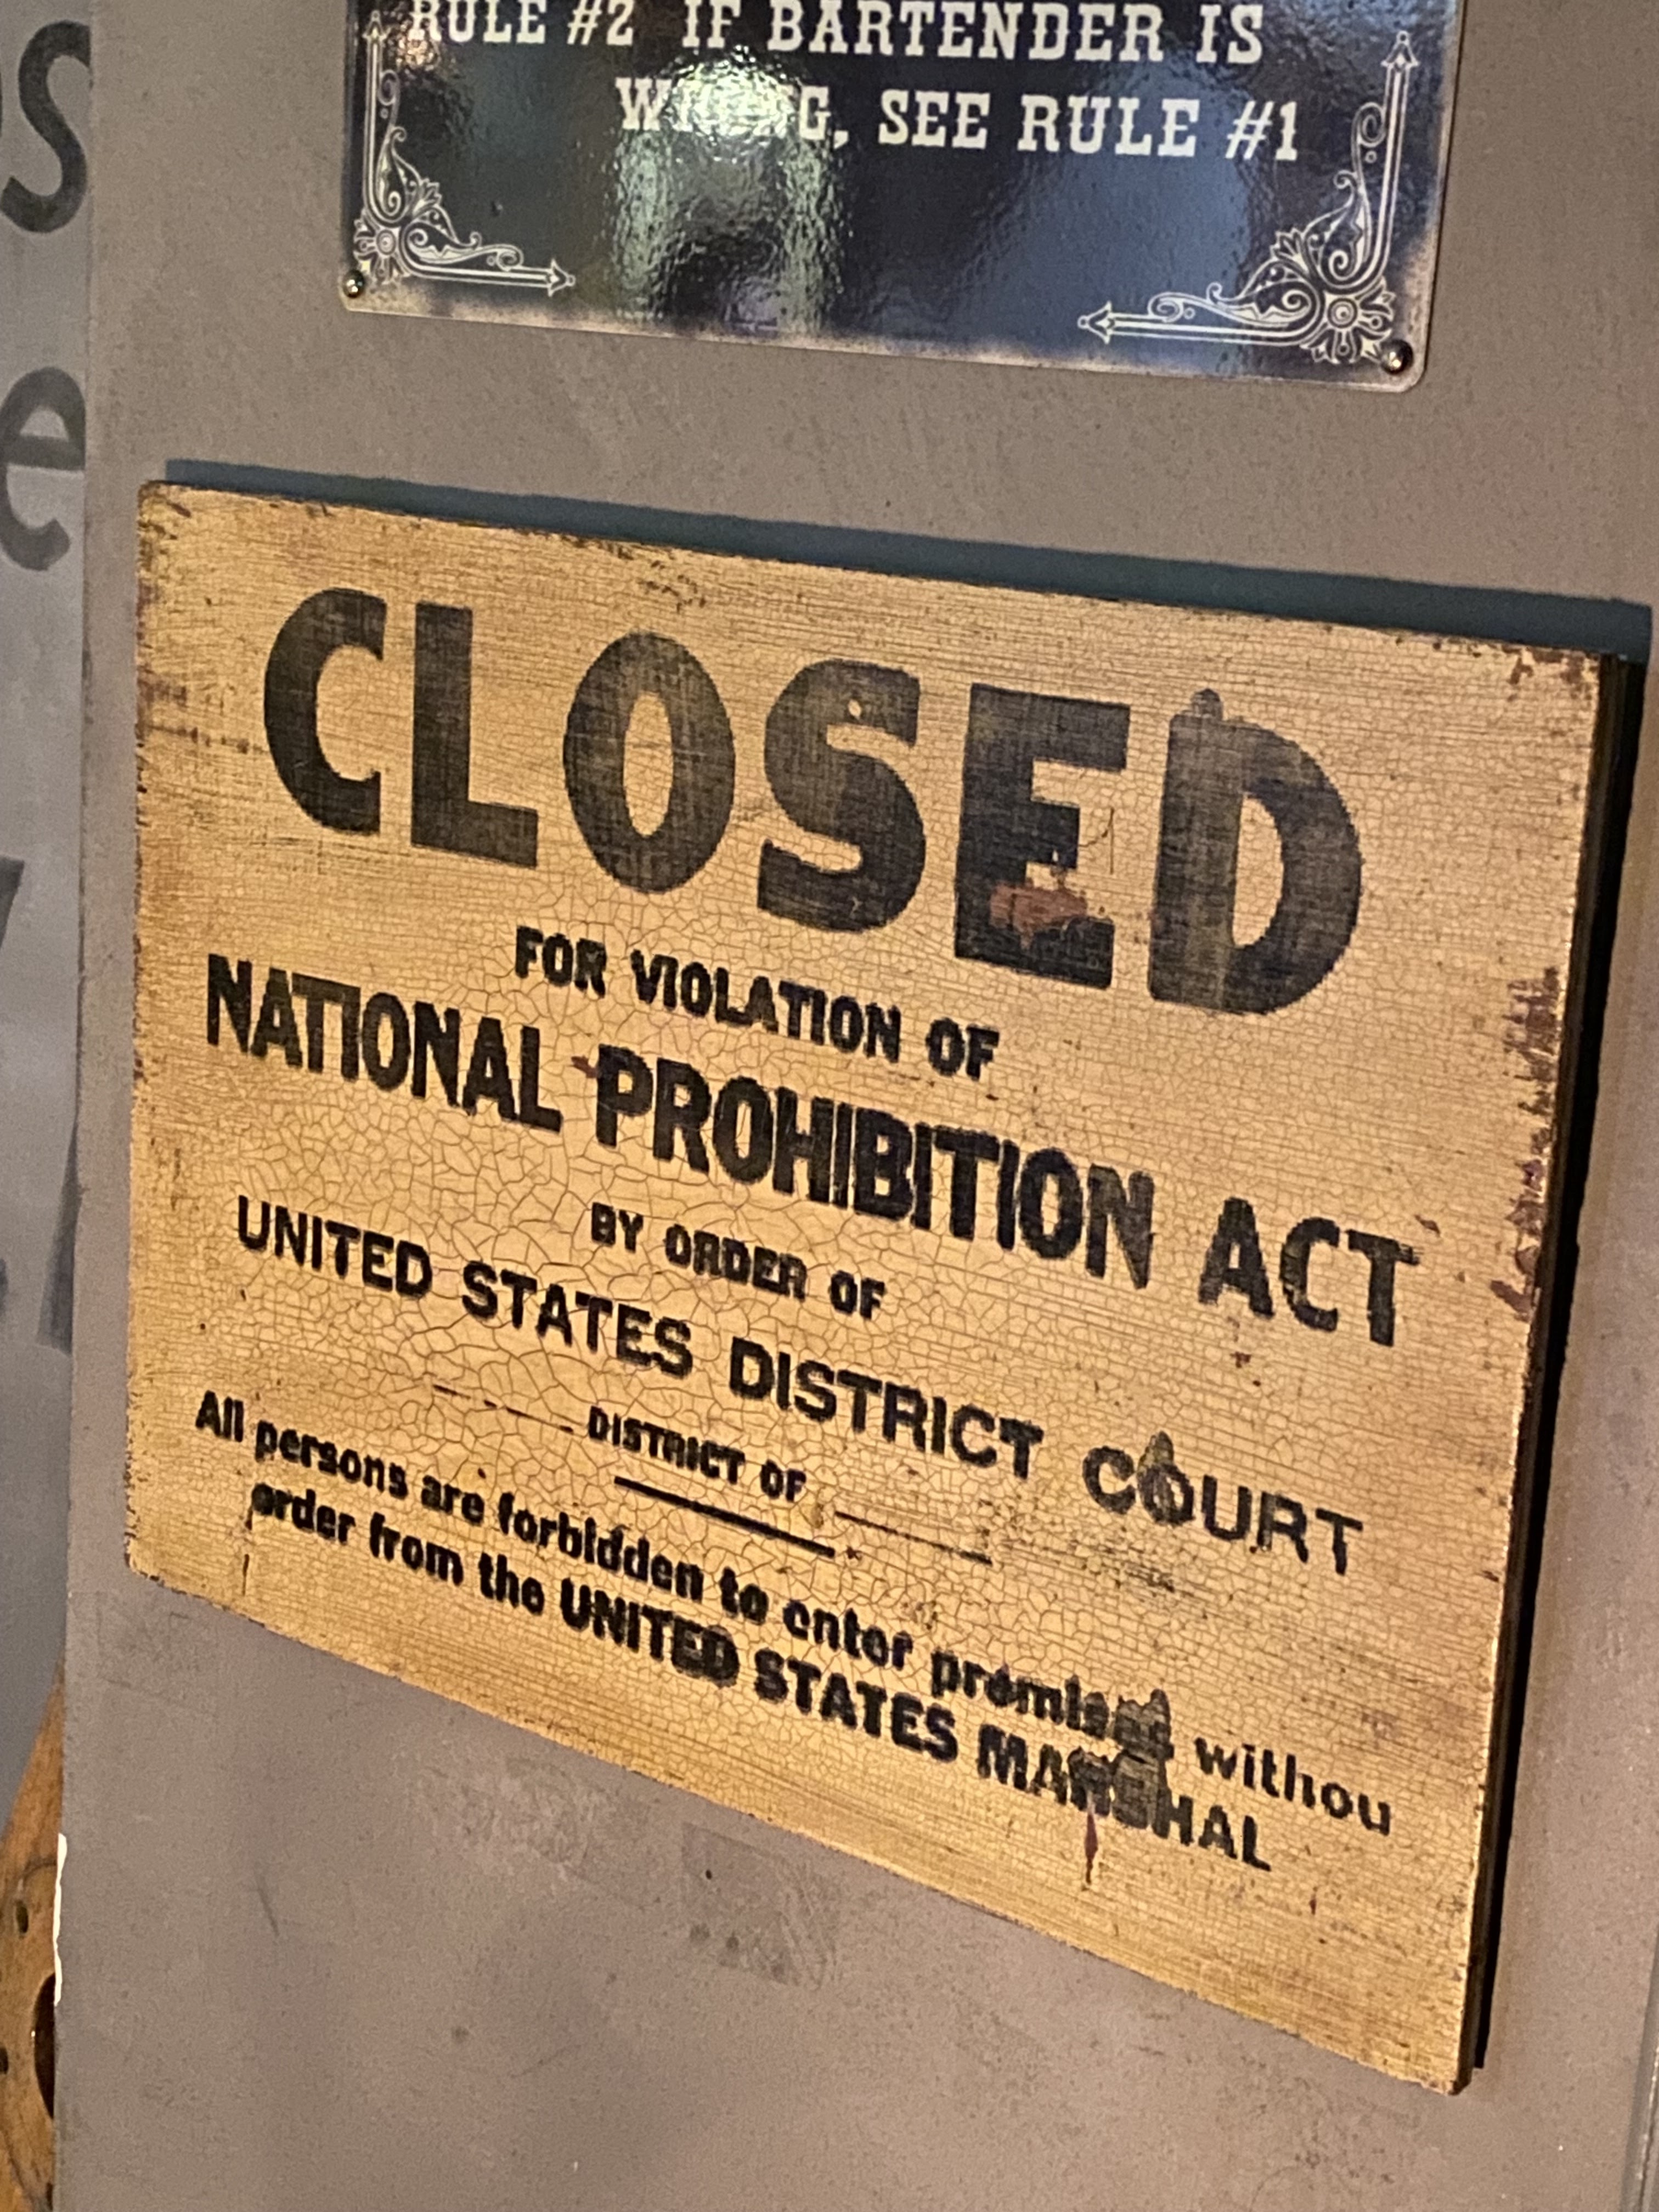 RULE #2 IF BARTENDER IS
WRONG, SEE RULE #1
CLOSED
FOR VIOLATION OF
NATIONAL PROHIBITION ACT
BY ORDER OF
UNITED STATES DISTRICT COURT
DISTRICT OF
All persons are forbidden to enter premises withou
order from the UNITED STATES MARSHAL